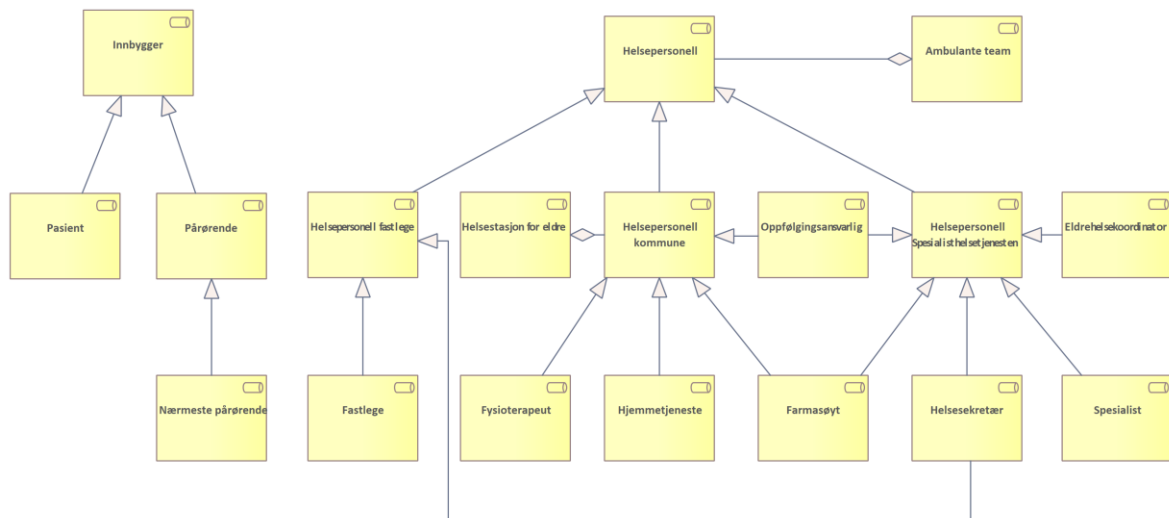 Innbygger
Helsepersonell
Ambulante team
Pasient
Pårørende
Helsepersonell fastlege
Helsestasjon for eldre
Helsepersonell
kommune
Oppfølgingsansvarlig
Helsepersonell
Spesialisthelsetjenesten
Eldrehelsekoordinator
Nærmeste pårørende
Fastlege
Fysioterapeut
Hjemmetjeneste
Farmasøyt
Helsesekretær
Spesialist